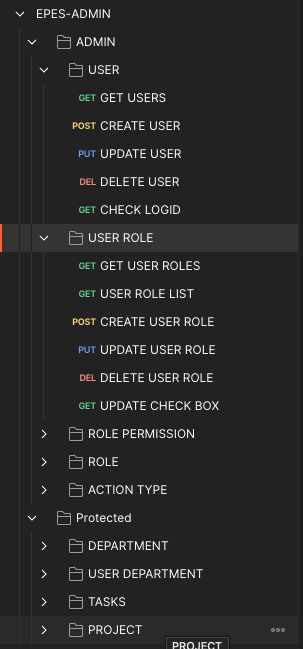 EPES-ADMIN
ADMIN
USER
GET GET USERS
POST CREATE USER
PUT UPDATE USER
DEL DELETE USER
GET CHECK LOGID
USER ROLE
GET GET USER ROLES
GET USER ROLE LIST
POST CREATE USER ROLE
PUT UPDATE USER ROLE
DEL DELETE USER ROLE
GET UPDATE CHECK BOX
ROLE PERMISSION
ROLE
ACTION TYPE
Protected
DEPARTMENT
USER DEPARTMENT
TASKS
PROJECT
PROJECT